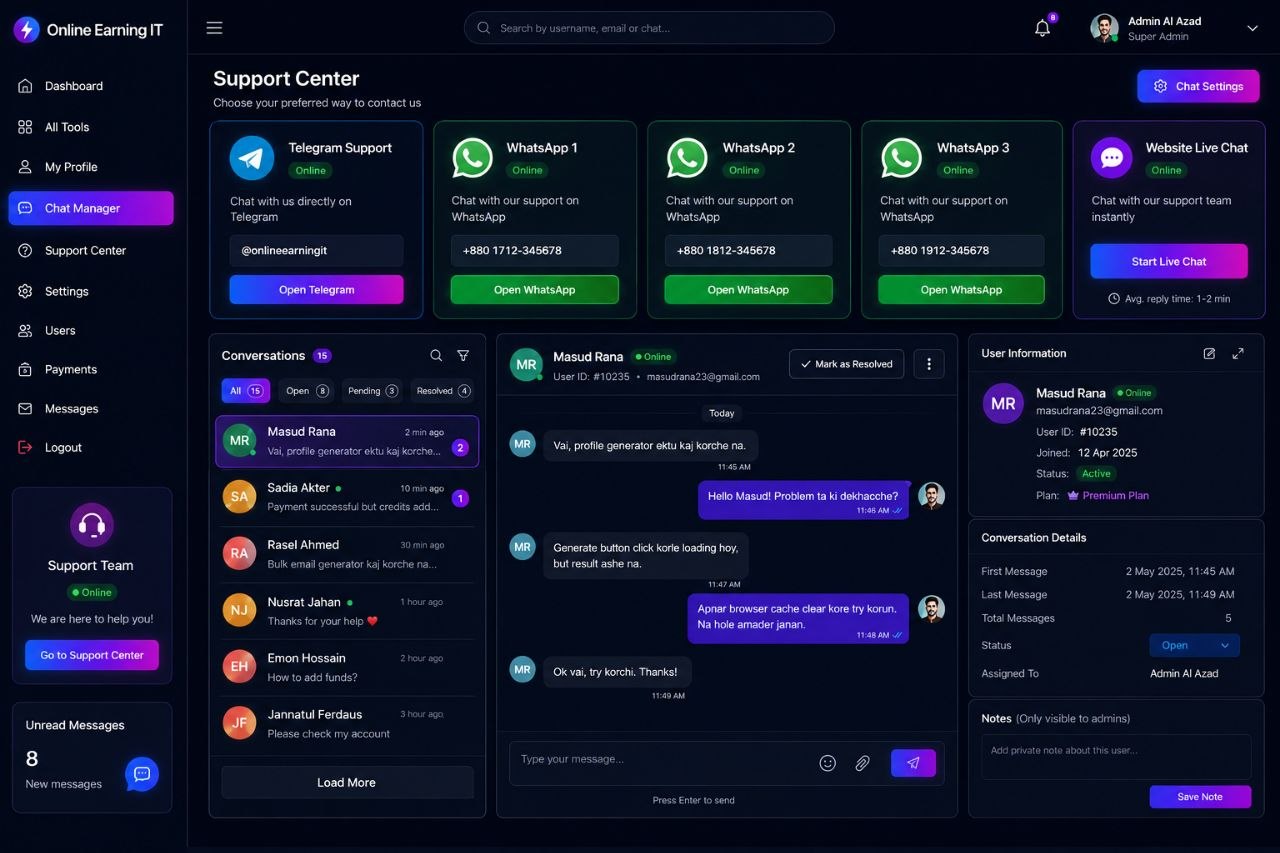 Online Earning IT
Search by username, email or chat...
8
Admin Al Azad
Super Admin
Dashboard
All Tools
My Profile
Chat Manager
Support Center
Settings
Users
Payments
Messages
Logout
Support Team
Online
We are here to help you!
Go to Support Center
Unread Messages
8
New messages
Support Center
Choose your preferred way to contact us
Chat Settings
Telegram Support
Online
Chat with us directly on
Telegram
@onlineearningit
Open Telegram
WhatsApp 1
Online
Chat with our support on
WhatsApp
+880 1712-345678
Open WhatsApp
WhatsApp 2
Online
Chat with our support on
WhatsApp
+880 1812-345678
Open WhatsApp
WhatsApp 3
Online
Chat with our support on
WhatsApp
+880 1912-345678
Open WhatsApp
Website Live Chat
Online
Chat with our support team
instantly
Start Live Chat
Avg. reply time: 1-2 min
Conversations 15
All 15 Open 8 Pending 3 Resolved 4
MR
Masud Rana 2 min ago
Vai, profile generator ektu kaj korche... 2
SA
Sadia Akter 10 min ago
Payment successful but credits add... 1
RA
Rasel Ahmed 30 min ago
Bulk email generator kaj korche na...
NJ
Nusrat Jahan 1 hour ago
Thanks for your help ❤️
EH
Emon Hossain 2 hour ago
How to add funds?
JF
Jannatul Ferdaus 3 hour ago
Please check my account
Load More
MR
Masud Rana Online
User ID: #10235 • masudrana23@gmail.com
Mark as Resolved
Today
MR
Vai, profile generator ektu kaj korche na.
11:45 AM
Hello Masud! Problem ta ki dekhacche?
11:46 AM
MR
Generate button click korle loading hoy,
but result ashe na.
11:47 AM
Apnar browser cache clear kore try korun.
Na hole amader janan.
11:48 AM
MR
Ok vai, try korchi. Thanks!
11:49 AM
Type your message...
Press Enter to send
User Information
MR
Masud Rana Online
masudrana23@gmail.com
User ID: #10235
Joined: 12 Apr 2025
Status: Active
Plan: Premium Plan
Conversation Details
First Message 2 May 2025, 11:45 AM
Last Message 2 May 2025, 11:49 AM
Total Messages 5
Status Open
Assigned To Admin Al Azad
Notes (Only visible to admins)
Add private note about this user...
Save Note